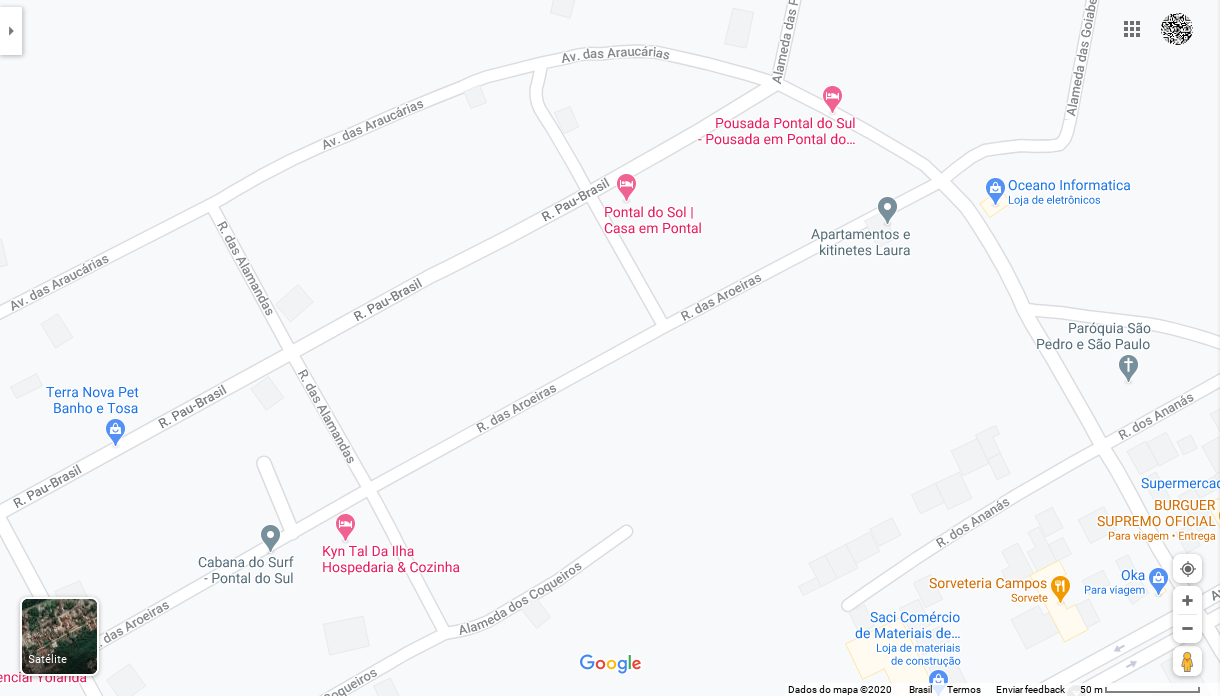 Av. das Araucárias
Alameda das
Alameda das Goiabe
Av. das Araucárias
Pousada Pontal do Sul
- Pousada em Pontal do...
R. Pau-Brasil
Pontal do Sol |
Casa em Pontal
Oceano Informatica
Loja de eletrônicos
Apartamentos e
kitinetes Laura
R. das Alamandas
Av. das Araucárias
R. Pau-Brasil
R. das Aroeiras
Paróquia São
Pedro e São Paulo
Terra Nova Pet
Banho e Tosa
R. Pau-Brasil
R. das Alamandas
R. das Aroeiras
R. dos Ananás
R. Pau-Brasil
Supermercad
BURGUER
SUPREMO OFICIAL
Para viagem • Entrega
R. dos Ananás
Cabana do Surf
- Pontal do Sul
Kyn Tal Da Ilha
Hospedaria & Cozinha
Alameda dos Coqueiros
Sorveteria Campos
Sorvete
Oka
Para viagem
das Aroeiras
Saci Comércio
de Materiais de...
Loja de materiais
de construção
Satélite
encial Yolanda
Coqueiros
Google
Dados do mapa ©2020 Brasil Termos Enviar feedback 50 m